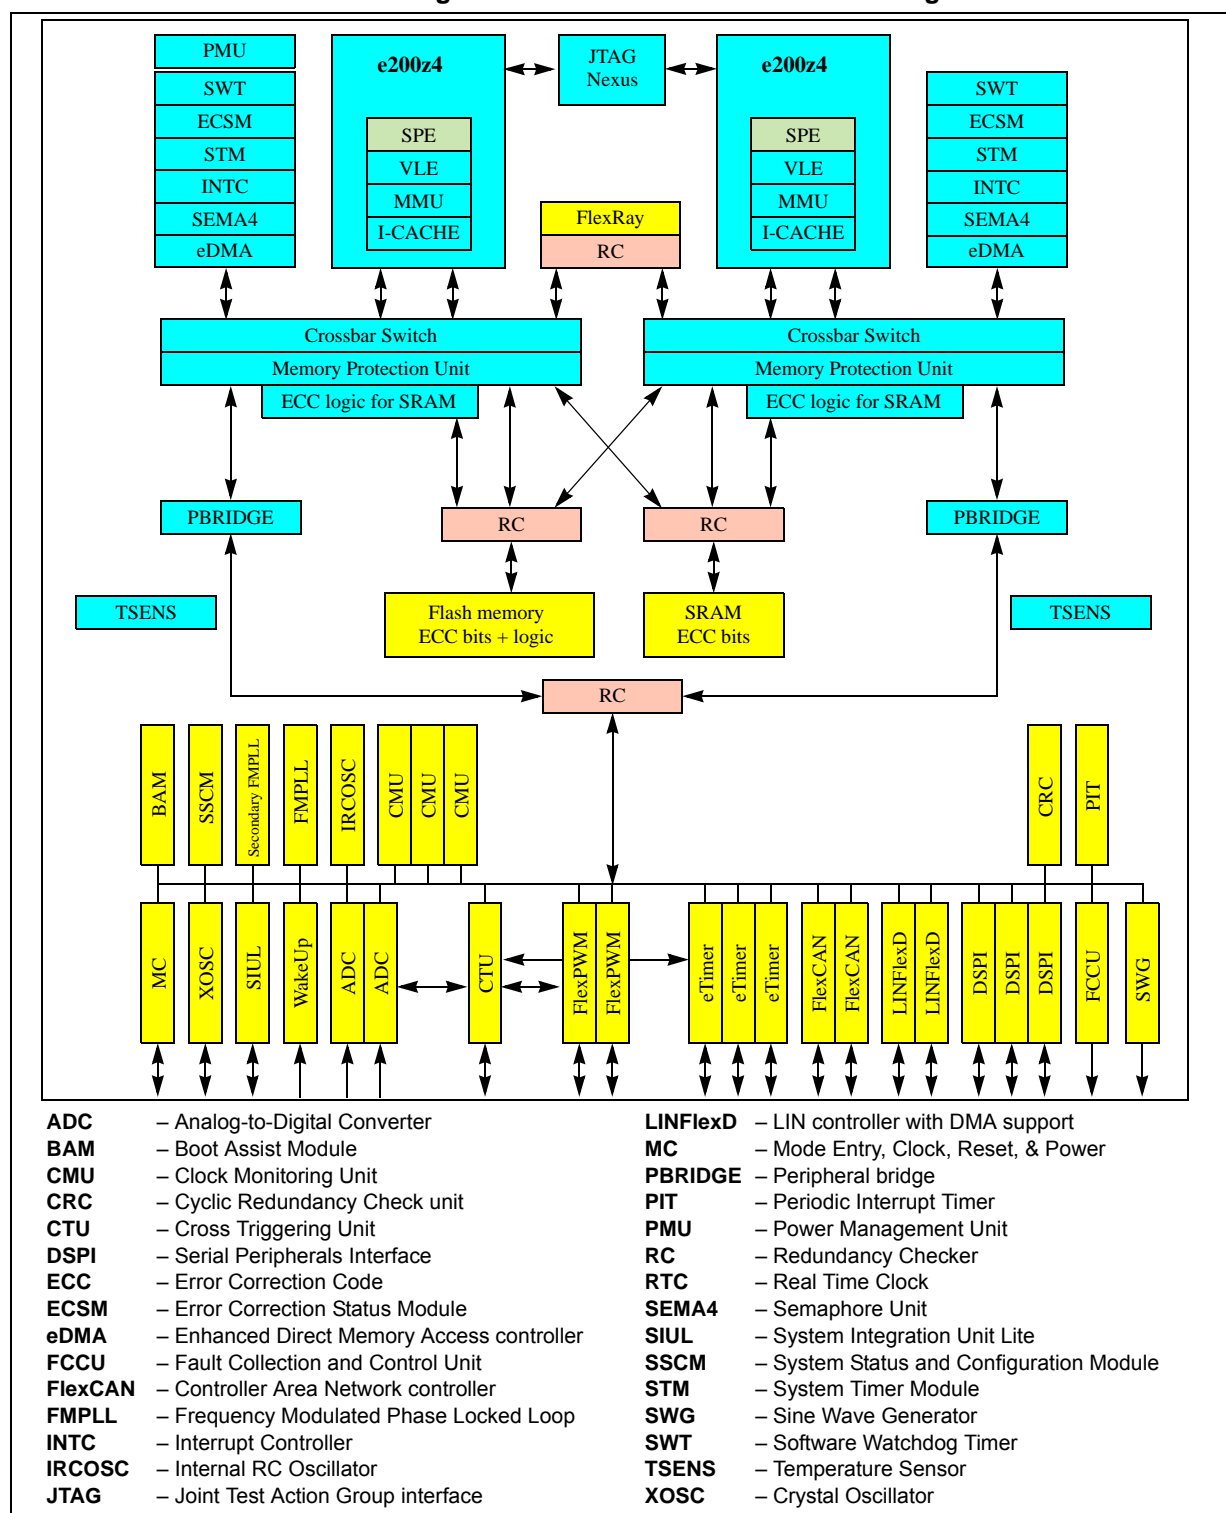 PMU
SWT
ECSM
STM
INTC
SEMA4
eDMA
e200z4
SPE
VLE
MMU
I-CACHE
JTAG
Nexus
FlexRay
RC
e200z4
SPE
VLE
MMU
I-CACHE
SWT
ECSM
STM
INTC
SEMA4
eDMA
Crossbar Switch
Memory Protection Unit
ECC logic for SRAM
Crossbar Switch
Memory Protection Unit
ECC logic for SRAM
PBRIDGE
RC
RC
PBRIDGE
TSENS
Flash memory
ECC bits + logic
SRAM
ECC bits
TSENS
RC
BAM
SSCM
Secondary FMPLL
FMPLL
IRCOSC
CMU
CMU
CMU
CRC
PIT
MC
XOSC
SIUL
WakeUp
ADC
ADC
CTU
FlexPWM
FlexPWM
eTimer
eTimer
eTimer
FlexCAN
FlexCAN
LINFlexD
LINFlexD
DSPI
DSPI
DSPI
FCCU
SWG
ADC – Analog-to-Digital Converter
BAM – Boot Assist Module
CMU – Clock Monitoring Unit
CRC – Cyclic Redundancy Check unit
CTU – Cross Triggering Unit
DSPI – Serial Peripherals Interface
ECC – Error Correction Code
ECSM – Error Correction Status Module
eDMA – Enhanced Direct Memory Access controller
FCCU – Fault Collection and Control Unit
FlexCAN – Controller Area Network controller
FMPLL – Frequency Modulated Phase Locked Loop
INTC – Interrupt Controller
IRCOSC – Internal RC Oscillator
JTAG – Joint Test Action Group interface
LINFlexD – LIN controller with DMA support
MC – Mode Entry, Clock, Reset, & Power
PBRIDGE – Peripheral bridge
PIT – Periodic Interrupt Timer
PMU – Power Management Unit
RC – Redundancy Checker
RTC – Real Time Clock
SEMA4 – Semaphore Unit
SIUL – System Integration Unit Lite
SSCM – System Status and Configuration Module
STM – System Timer Module
SWG – Sine Wave Generator
SWT – Software Watchdog Timer
TSENS – Temperature Sensor
XOSC – Crystal Oscillator